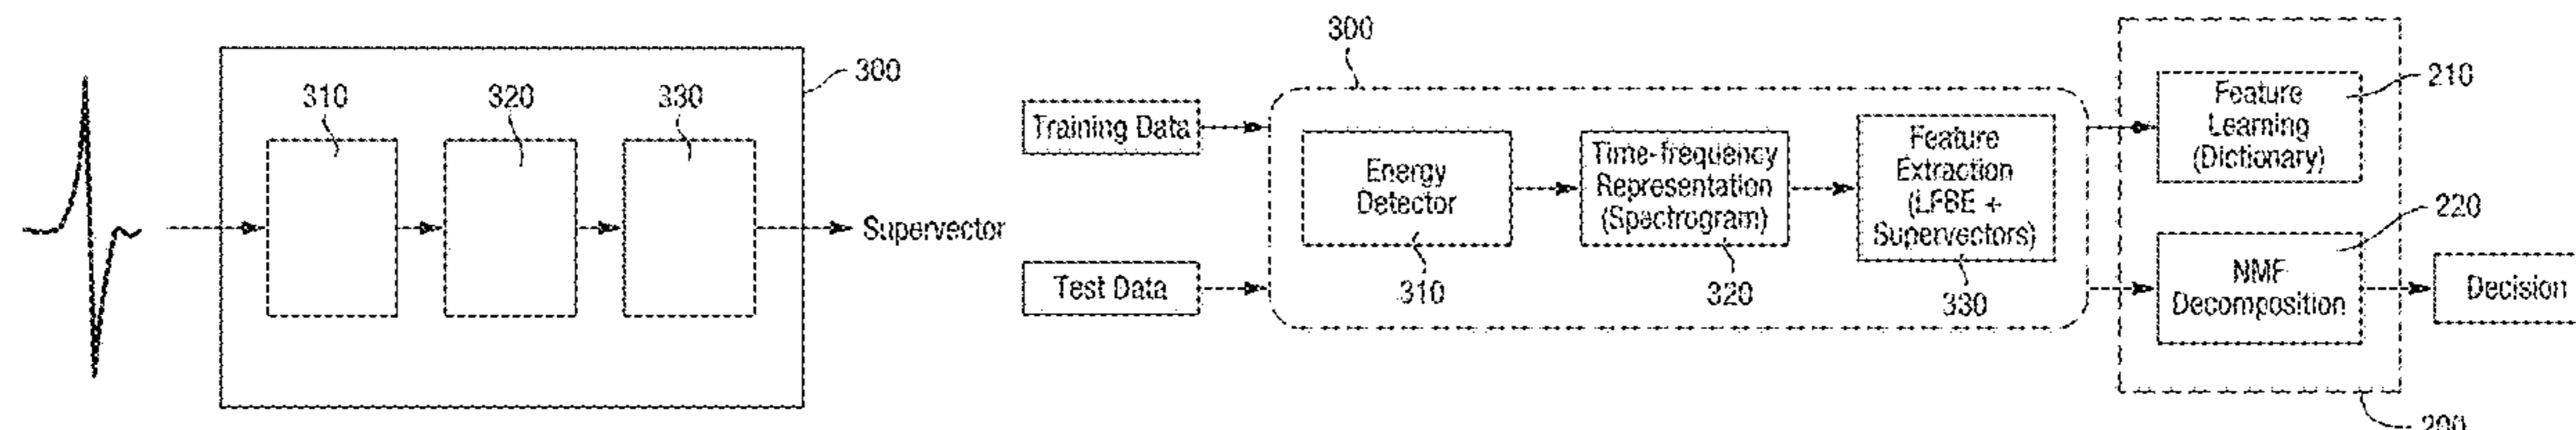 310
320
330
300
Supervector
300
Training Data
Test Data
Energy
Detector
310
Time-frequency
Representation
(Spectrogram)
320
Feature
Extraction
(LFBE +
Supervectors)
330
Feature
Learning
(Dictionary)
210
NMF
Decomposition
220
Decision
200